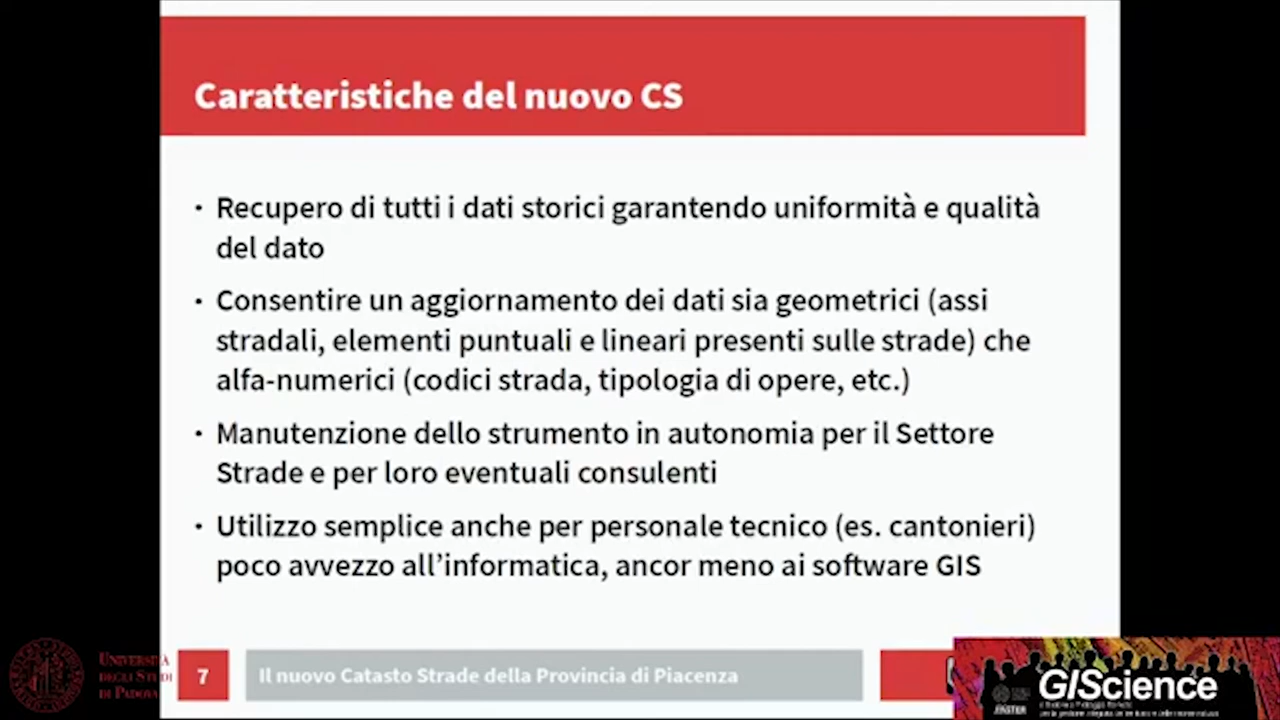 Caratteristiche del nuovo CS
• Recupero di tutti i dati storici garantendo uniformità e qualità
del dato
• Consentire un aggiornamento dei dati sia geometrici (assi
stradali, elementi puntuali e lineari presenti sulle strade) che
alfa-numerici (codici strada, tipologia di opere, etc.)
• Manutenzione dello strumento in autonomia per il Settore
Strade e per loro eventuali consulenti
• Utilizzo semplice anche per personale tecnico (es. cantonieri)
poco avvezzo all’informatica, ancor meno ai software GIS
Università
degli Studi
di Padova
7
Il nuovo Catasto Strade della Provincia di Piacenza
GIScience